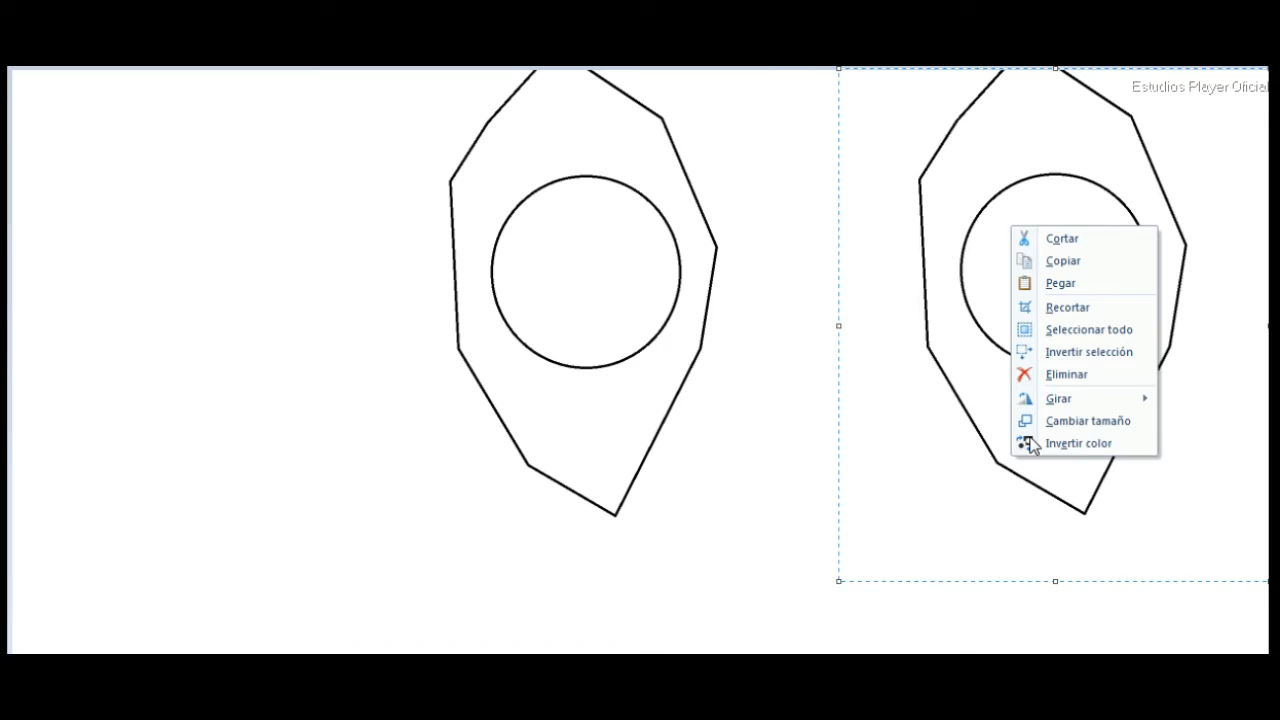 Estudios Player Oficial
Cortar
Copiar
Pegar
Recortar
Seleccionar todo
Invertir selección
Eliminar
Girar
Cambiar tamaño
Invertir color